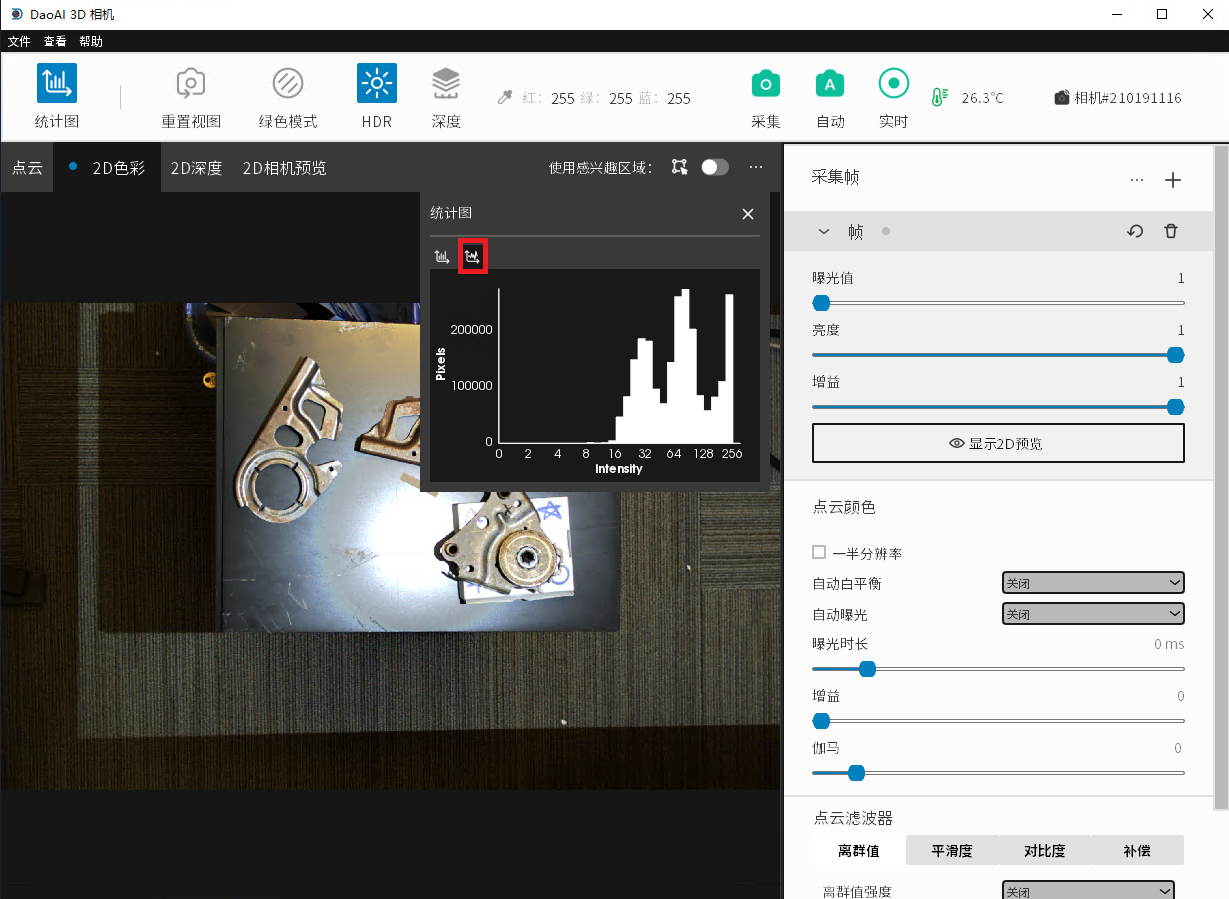 DaoAI 3D 相机
文件 查看 帮助
统计图 重置视图 绿色模式 HDR 深度 红: 255 绿: 255 蓝: 255 采集 自动 实时 26.3℃ 相机#210191116
点云 2D色彩 2D深度 2D相机预览 使用感兴趣区域:
统计图
Pixels
200000
100000
0
0 2 4 8 16 32 64 128 256
Intensity
采集帧
帧
曝光值 1
亮度 1
增益 1
显示2D预览
点云颜色
一半分辨率
自动白平衡 关闭
自动曝光 关闭
曝光时长 0 ms
增益 0
伽马 0
点云滤波器
离群值 平滑度 对比度 补偿
离群值强度 关闭